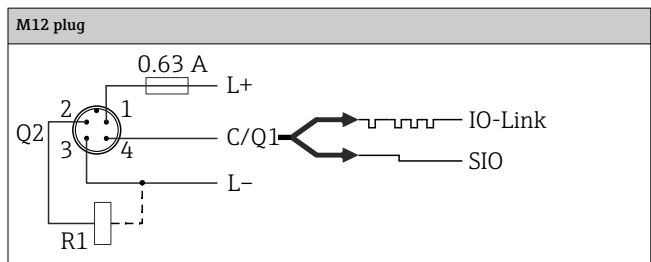 M12 plug
0.63 A
L+
2 1
Q2
3 4
C/Q1
IO-Link
SIO
L–
R1